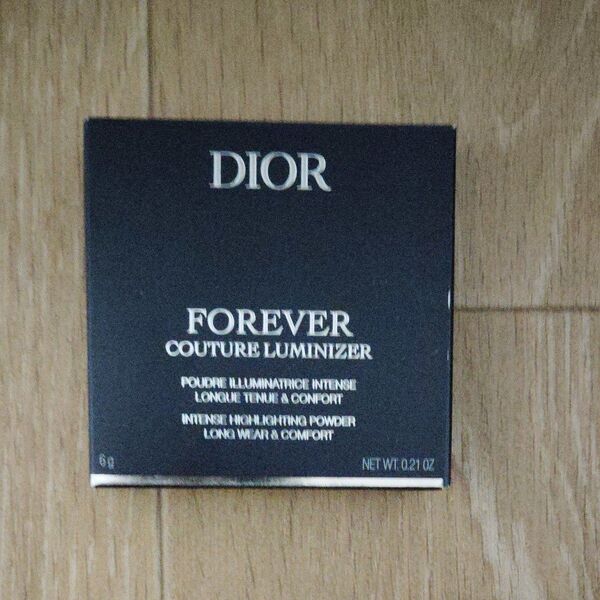 DIOR
FOREVER
COUTURE LUMINIZER
POUDRE ILLUMINATRICE INTENSE
LONGUE TENUE & CONFORT
INTENSE HIGHLIGHTING POWDER
LONG WEAR & COMFORT
6 g NET WT. 0.21 OZ